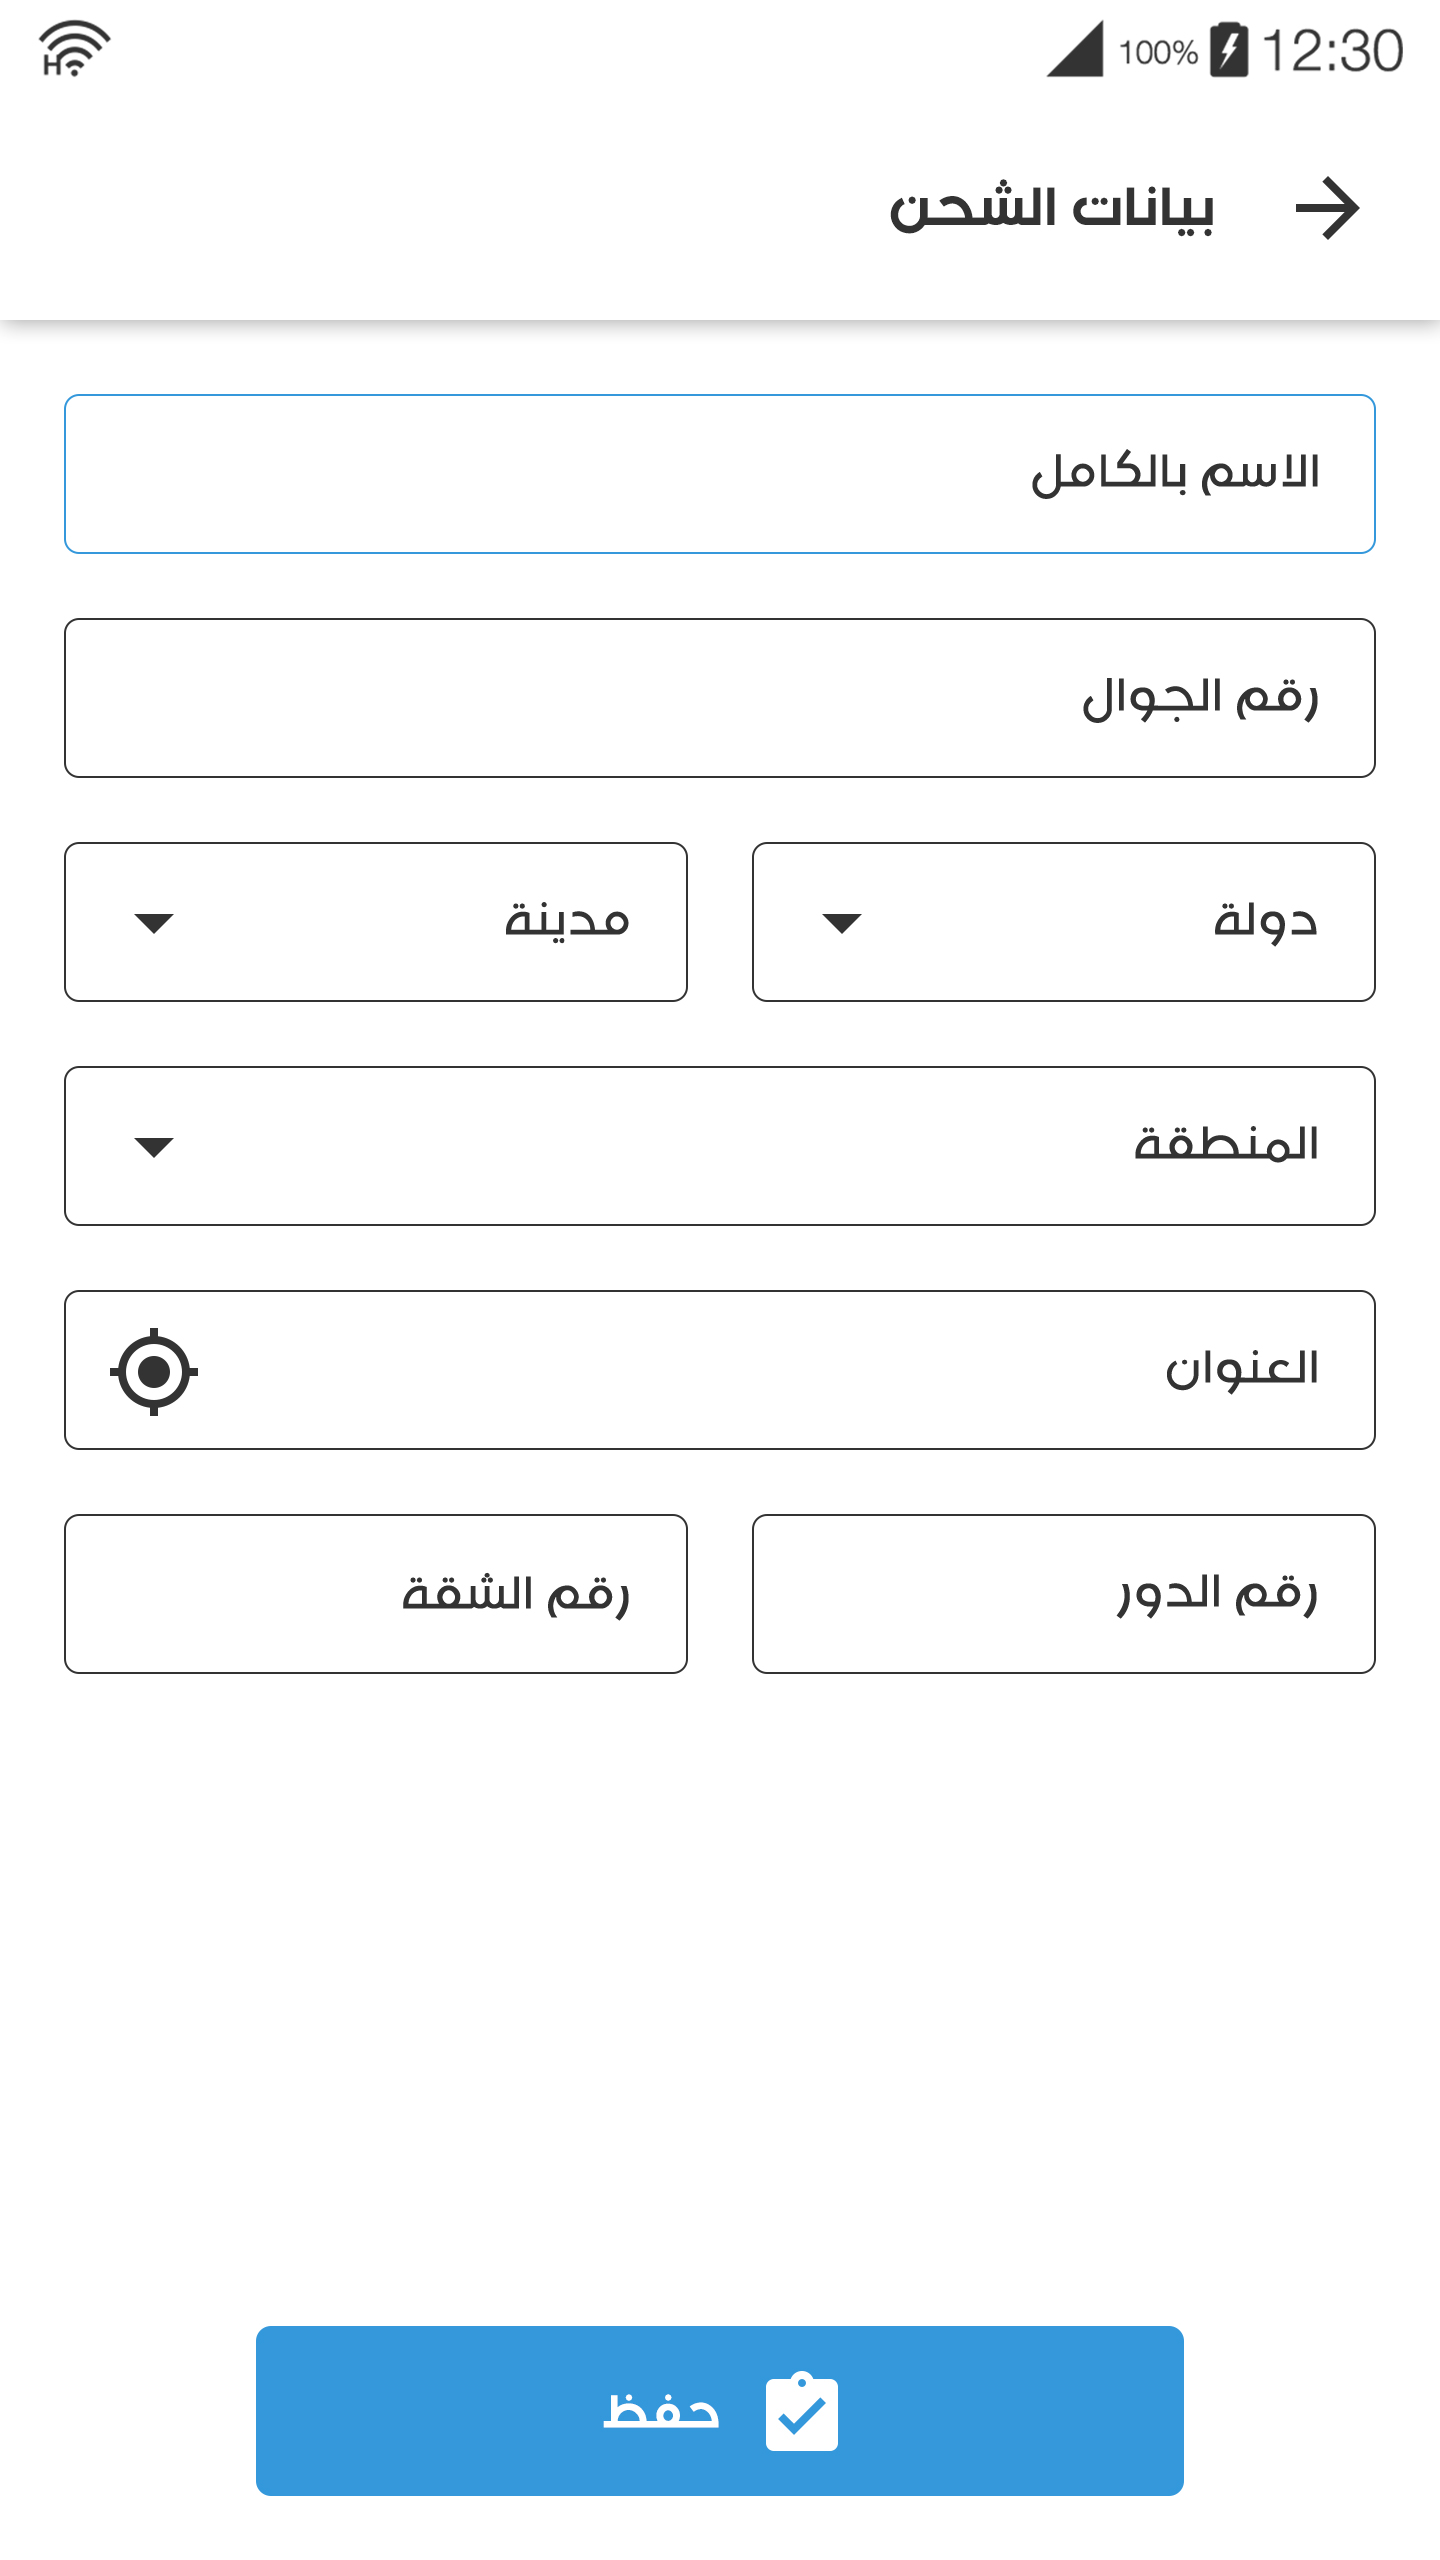 H 100% 12:30
بيانات الشحن
الاسم بالكامل
رقم الجوال
دولة
مدينة
المنطقة
العنوان
رقم الدور
رقم الشقة
حفظ